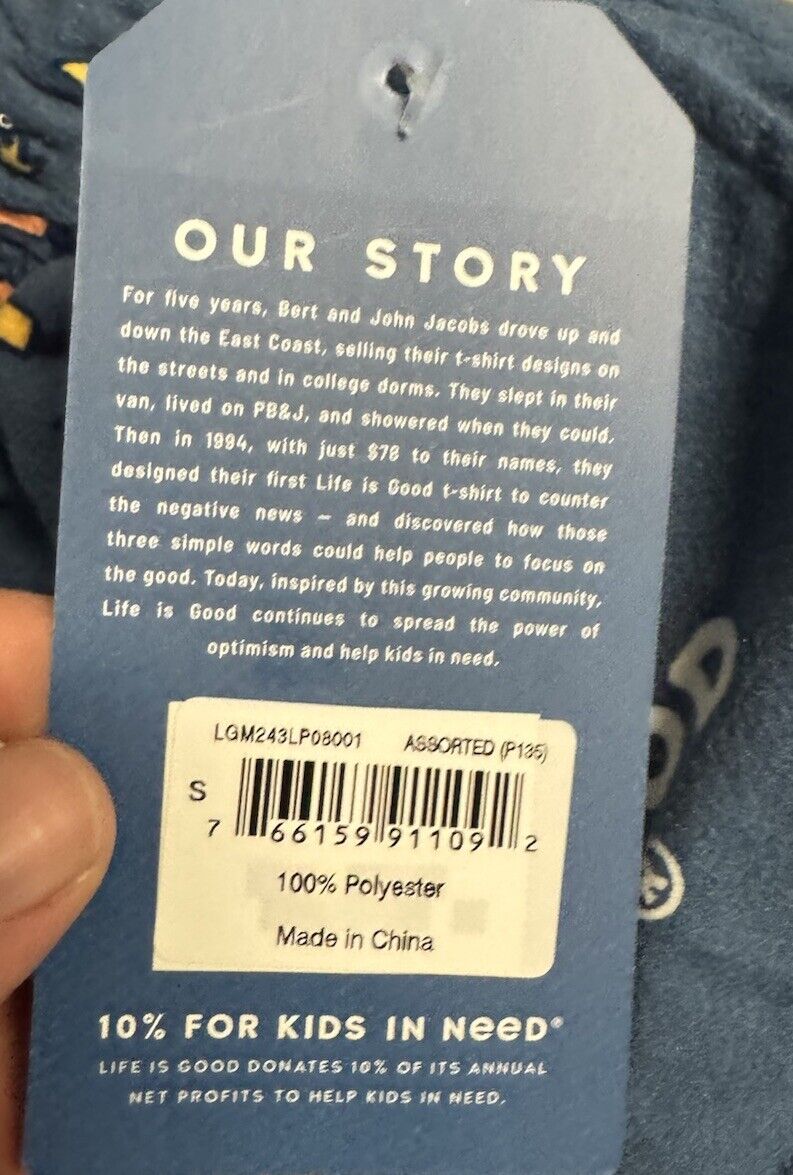 OUR STORY
For five years, Bert and John Jacobs drove up and
down the East Coast, selling their t-shirt designs on
the streets and in college dorms. They slept in their
van, lived on PB&J, and showered when they could.
Then in 1994, with just $78 to their names, they
designed their first Life is Good t-shirt to counter
the negative news – and discovered how those
three simple words could help people to focus on
the good. Today, inspired by this growing community,
Life is Good continues to spread the power of
optimism and help kids in need.
LGM243LP08001 ASSORTED (P135)
S
7 66159 91109 2
100% Polyester
Made in China
10% FOR KIDS IN NeeD®
LIFE IS GOOD DONATES 10% OF ITS ANNUAL
NET PROFITS TO HELP KIDS IN NEED.